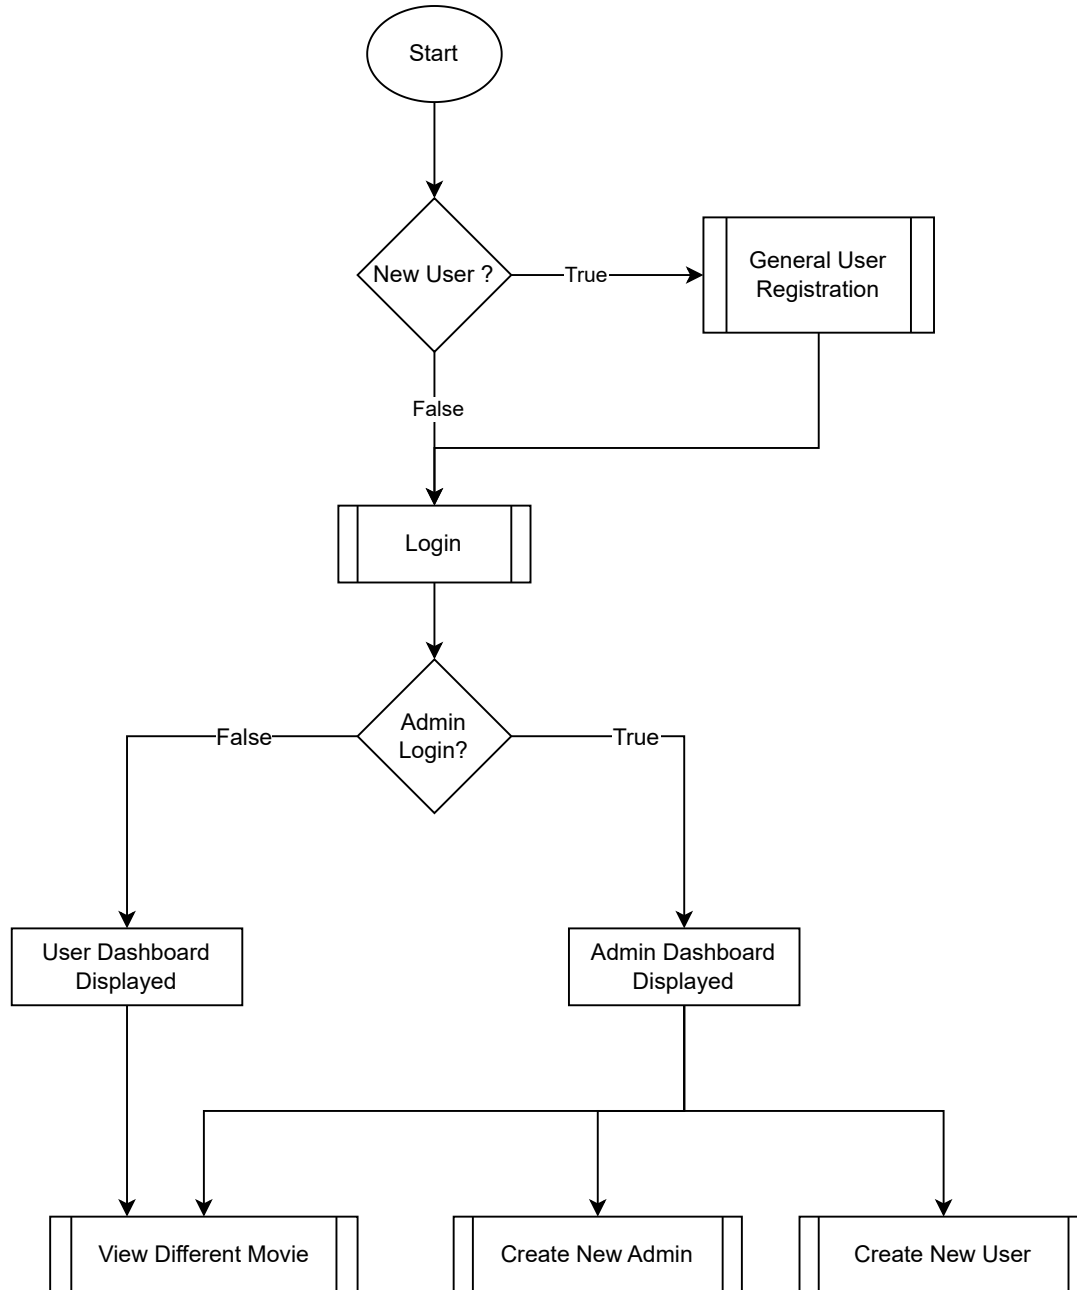 Start
New User ?
True
General User
Registration
False
Login
Admin
Login?
False
True
User Dashboard
Displayed
Admin Dashboard
Displayed
View Different Movie
Create New Admin
Create New User